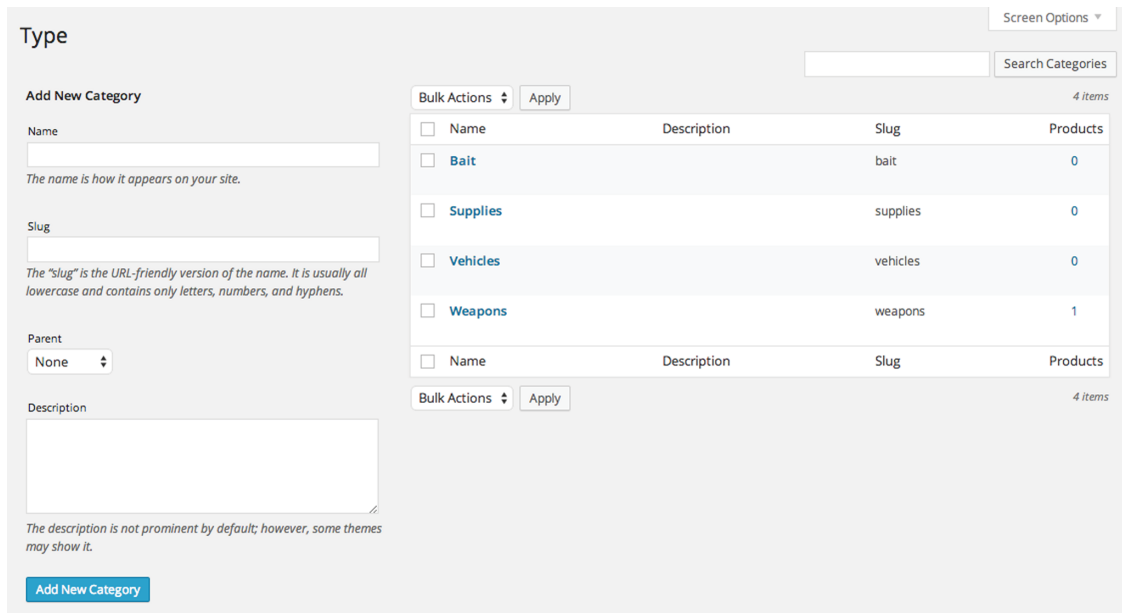 Screen Options
Type
Search Categories
Add New Category
Name
The name is how it appears on your site.
Slug
The “slug” is the URL-friendly version of the name. It is usually all
lowercase and contains only letters, numbers, and hyphens.
Parent
None
Description
The description is not prominent by default; however, some themes
may show it.
Add New Category
Bulk Actions Apply 4 items
Name Description Slug Products
Bait bait 0
Supplies supplies 0
Vehicles vehicles 0
Weapons weapons 1
Name Description Slug Products
Bulk Actions Apply 4 items